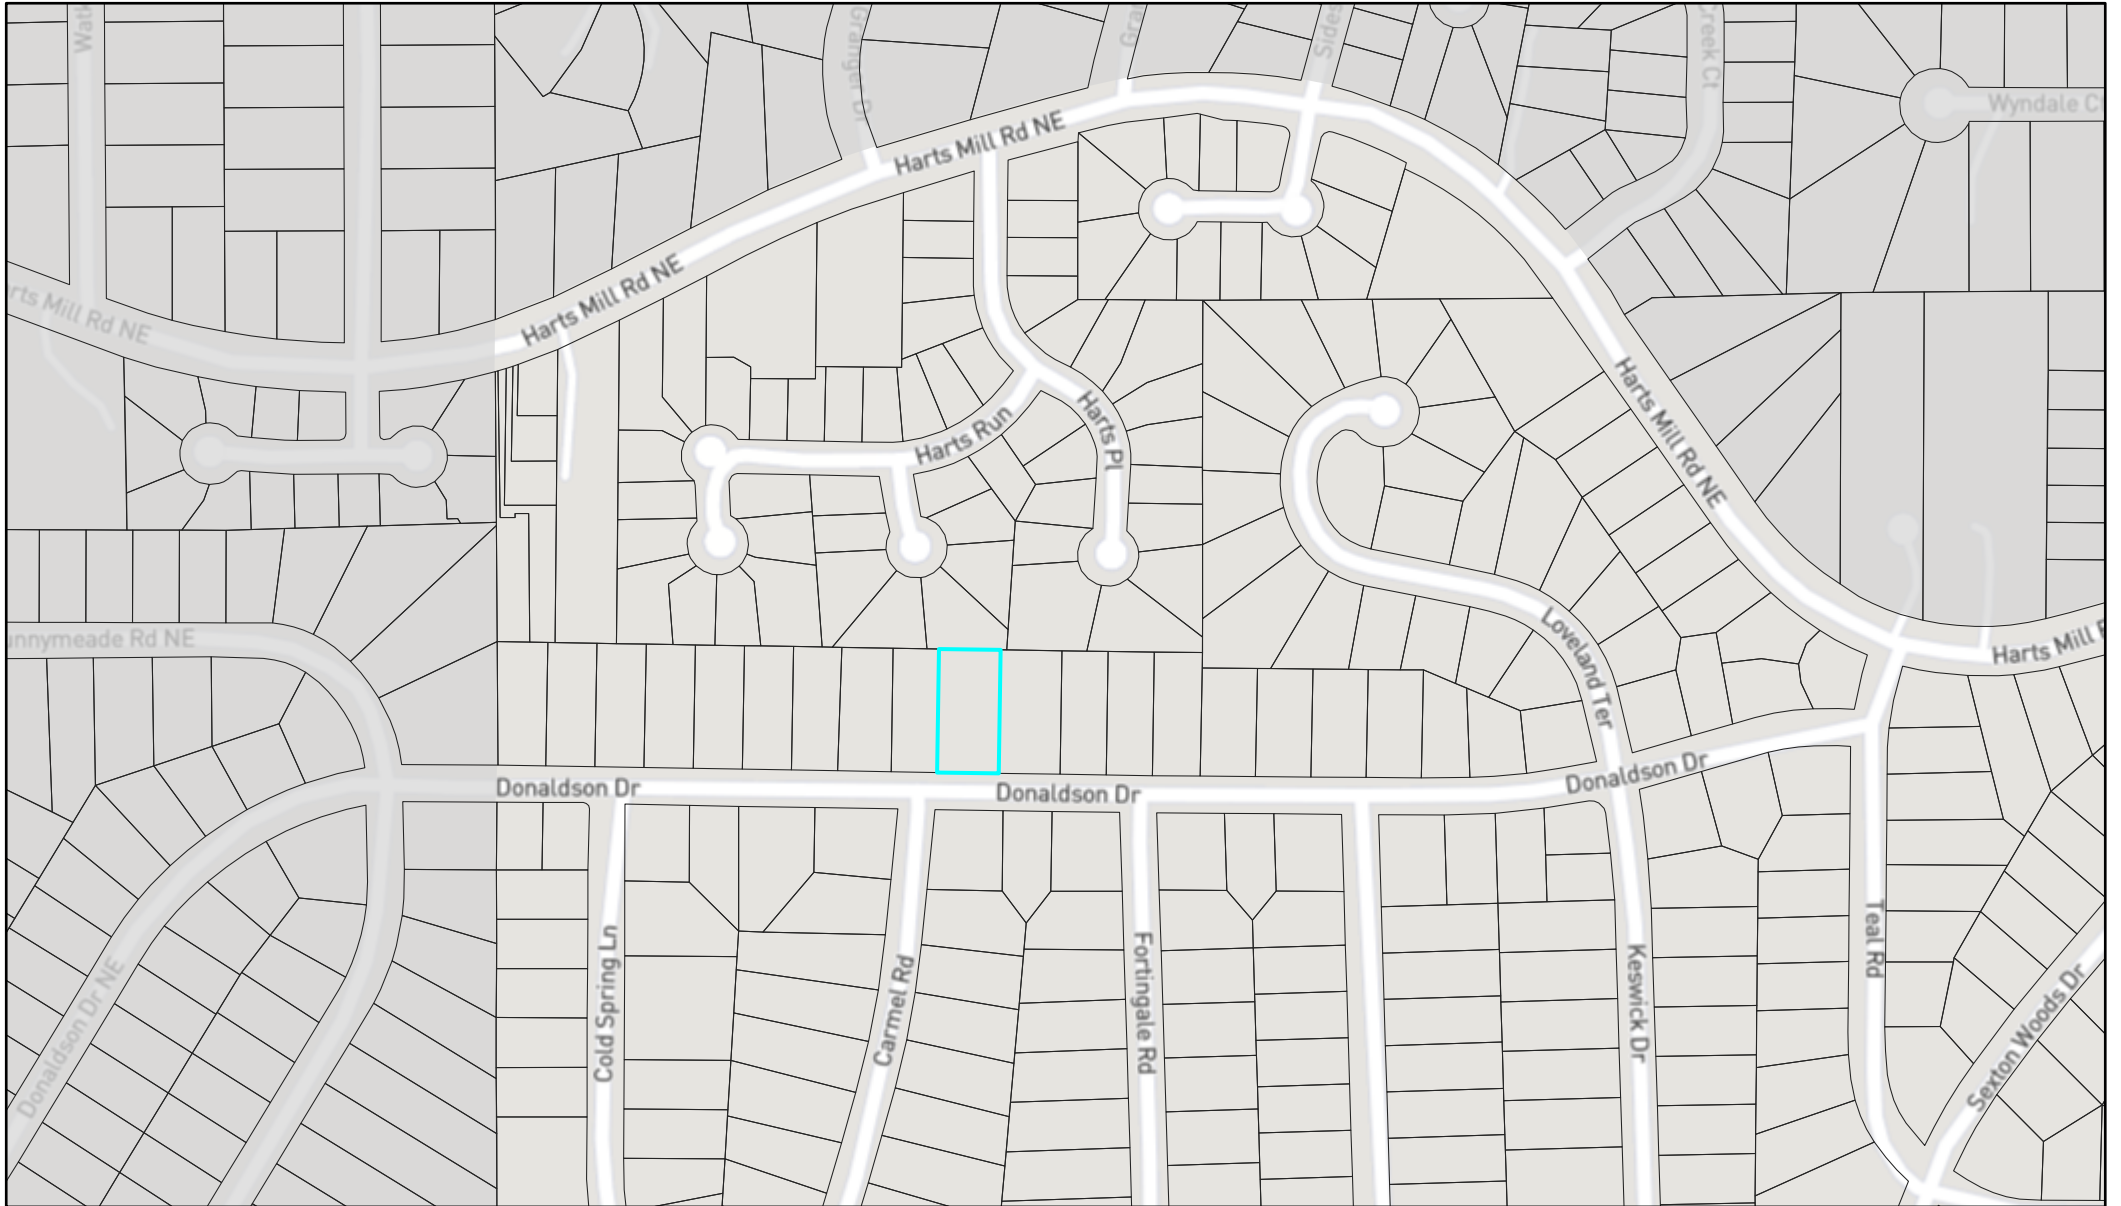 Granger Dr
Creek Ct
Wyndale
Harts Mill Rd NE
Harts Mill Rd NE
Mill Rd NE
Harts Mill Rd NE
Harts Run
Harts Pl
Loveland Ter
Harts Mill
Donaldson Dr
Donaldson Dr
Donaldson Dr
Donaldson Dr NE
Cold Spring Ln
Carmel Rd
Fortingale Rd
Keswick Dr
Teal Rd
Sexton Woods Dr